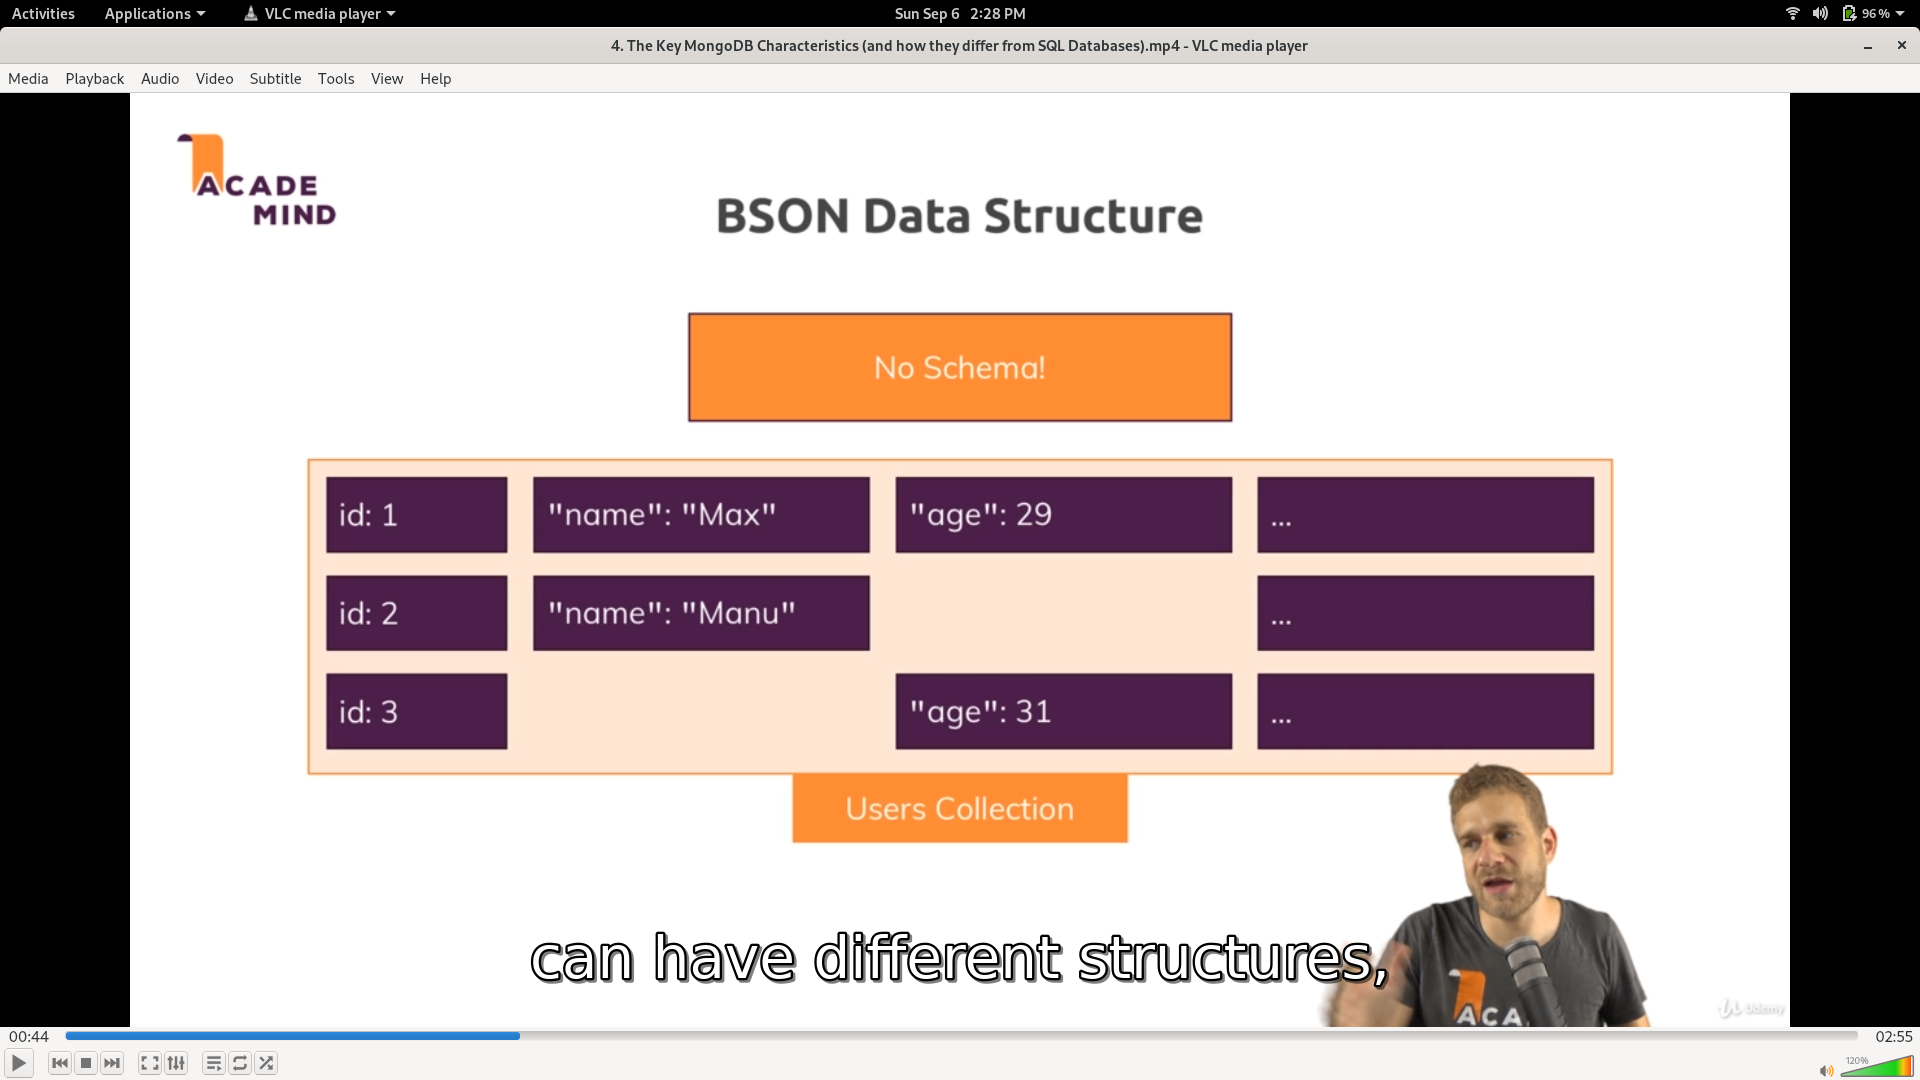 Activities Applications VLC media player Sun Sep 6 2:28 PM 96 %
4. The Key MongoDB Characteristics (and how they differ from SQL Databases).mp4 - VLC media player
Media Playback Audio Video Subtitle Tools View Help
ACADE
MIND
BSON Data Structure
No Schema!
id: 1 "name": "Max" "age": 29 ...
id: 2 "name": "Manu" ...
id: 3 "age": 31 ...
Users Collection
can have different structures,
ACA
Udemy
00:44 02:55
120%